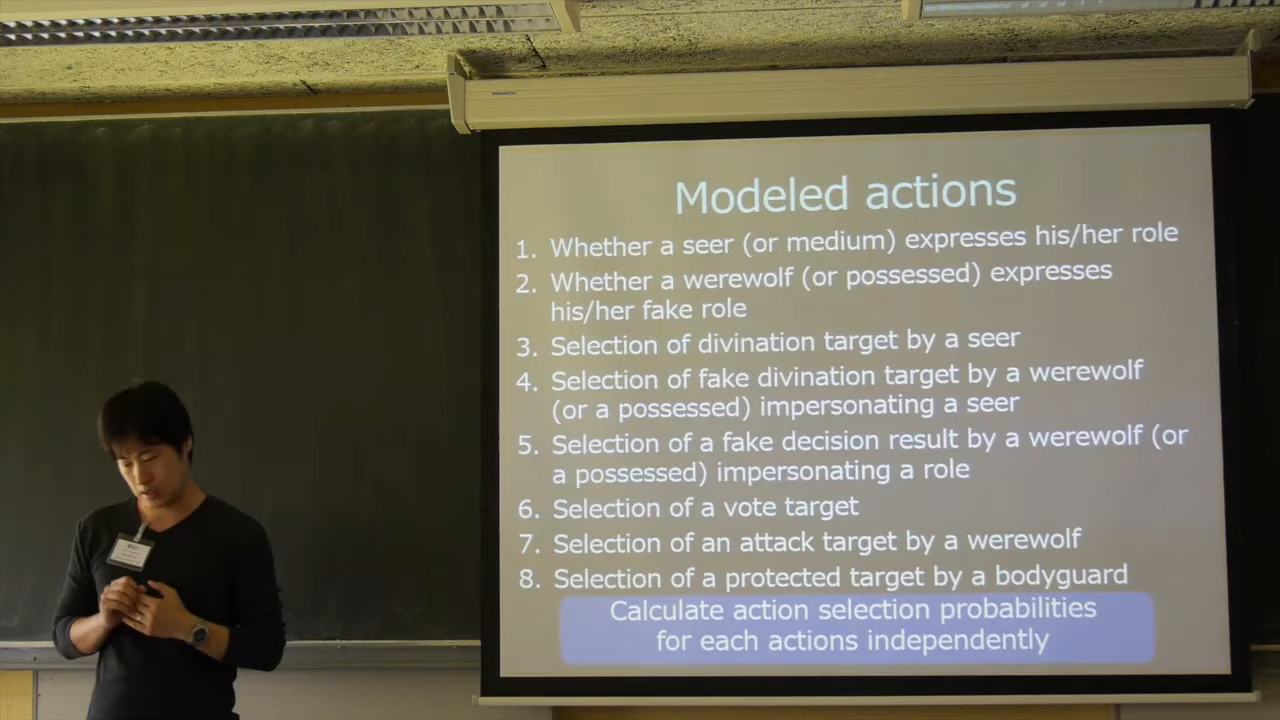 Modeled actions
1. Whether a seer (or medium) expresses his/her role
2. Whether a werewolf (or possessed) expresses
his/her fake role
3. Selection of divination target by a seer
4. Selection of fake divination target by a werewolf
(or a possessed) impersonating a seer
5. Selection of a fake decision result by a werewolf (or
a possessed) impersonating a role
6. Selection of a vote target
7. Selection of an attack target by a werewolf
8. Selection of a protected target by a bodyguard
Calculate action selection probabilities
for each actions independently